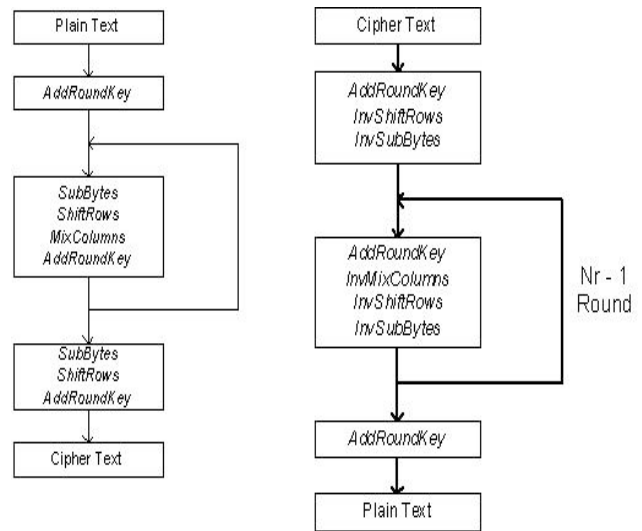 Plain Text
AddRoundKey
SubBytes
ShiftRows
MixColumns
AddRoundKey
SubBytes
ShiftRows
AddRoundKey
Cipher Text
Cipher Text
AddRoundKey
InvShiftRows
InvSubBytes
AddRoundKey
InvMixColumns
InvShiftRows
InvSubBytes
Nr - 1
Round
AddRoundKey
Plain Text